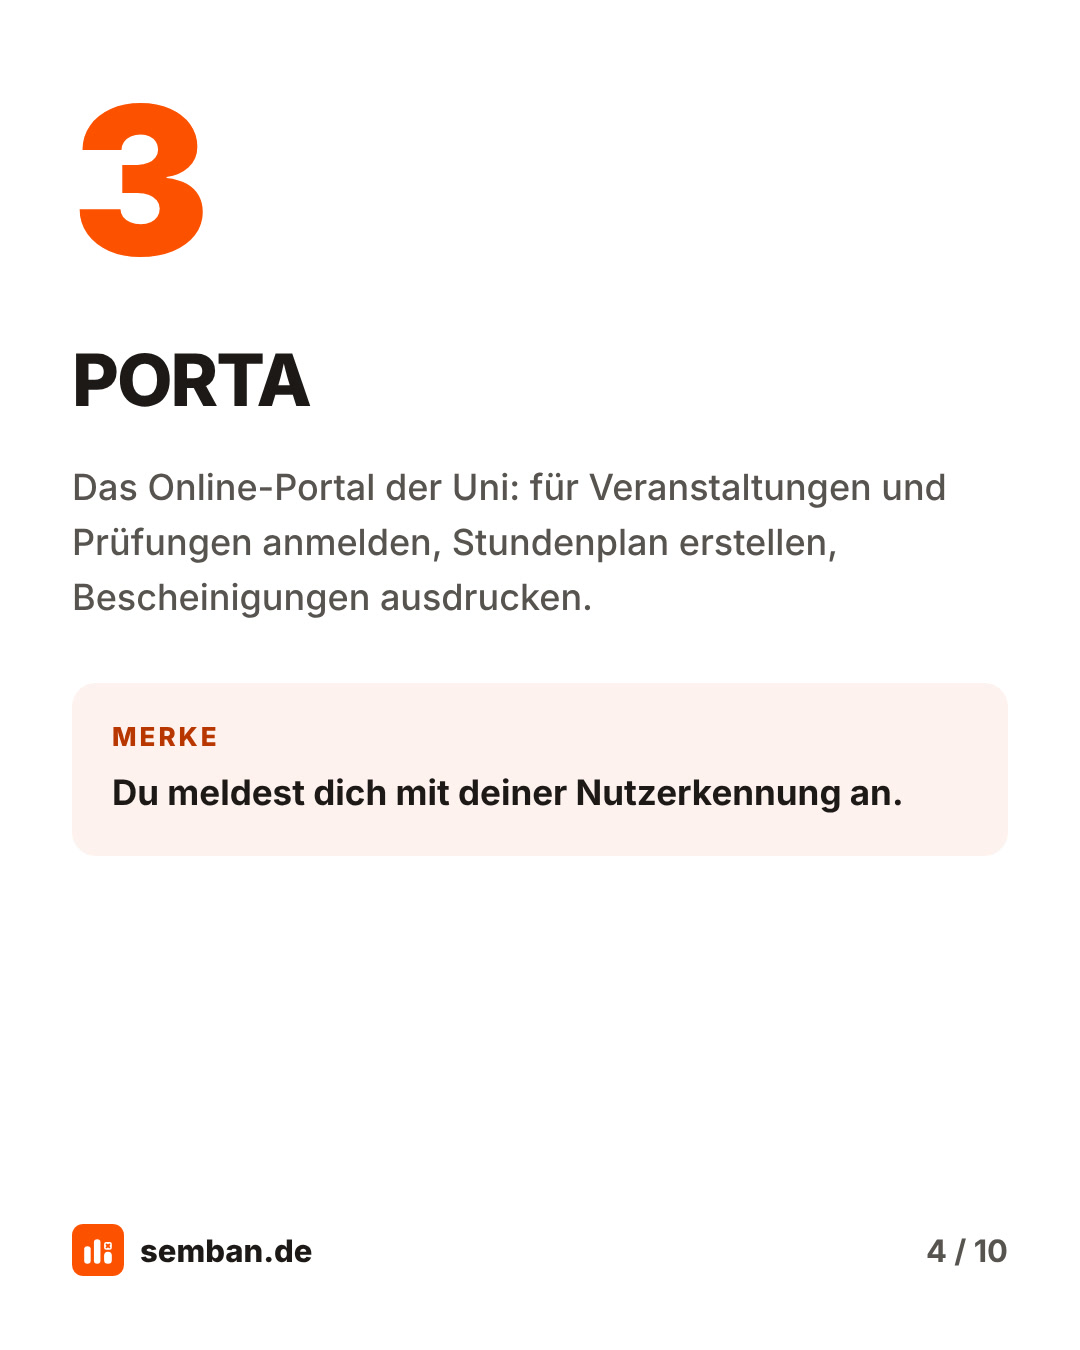 3
PORTA
Das Online-Portal der Uni: für Veranstaltungen und
Prüfungen anmelden, Stundenplan erstellen,
Bescheinigungen ausdrucken.
MERKE
Du meldest dich mit deiner Nutzerkennung an.
semban.de
4 / 10